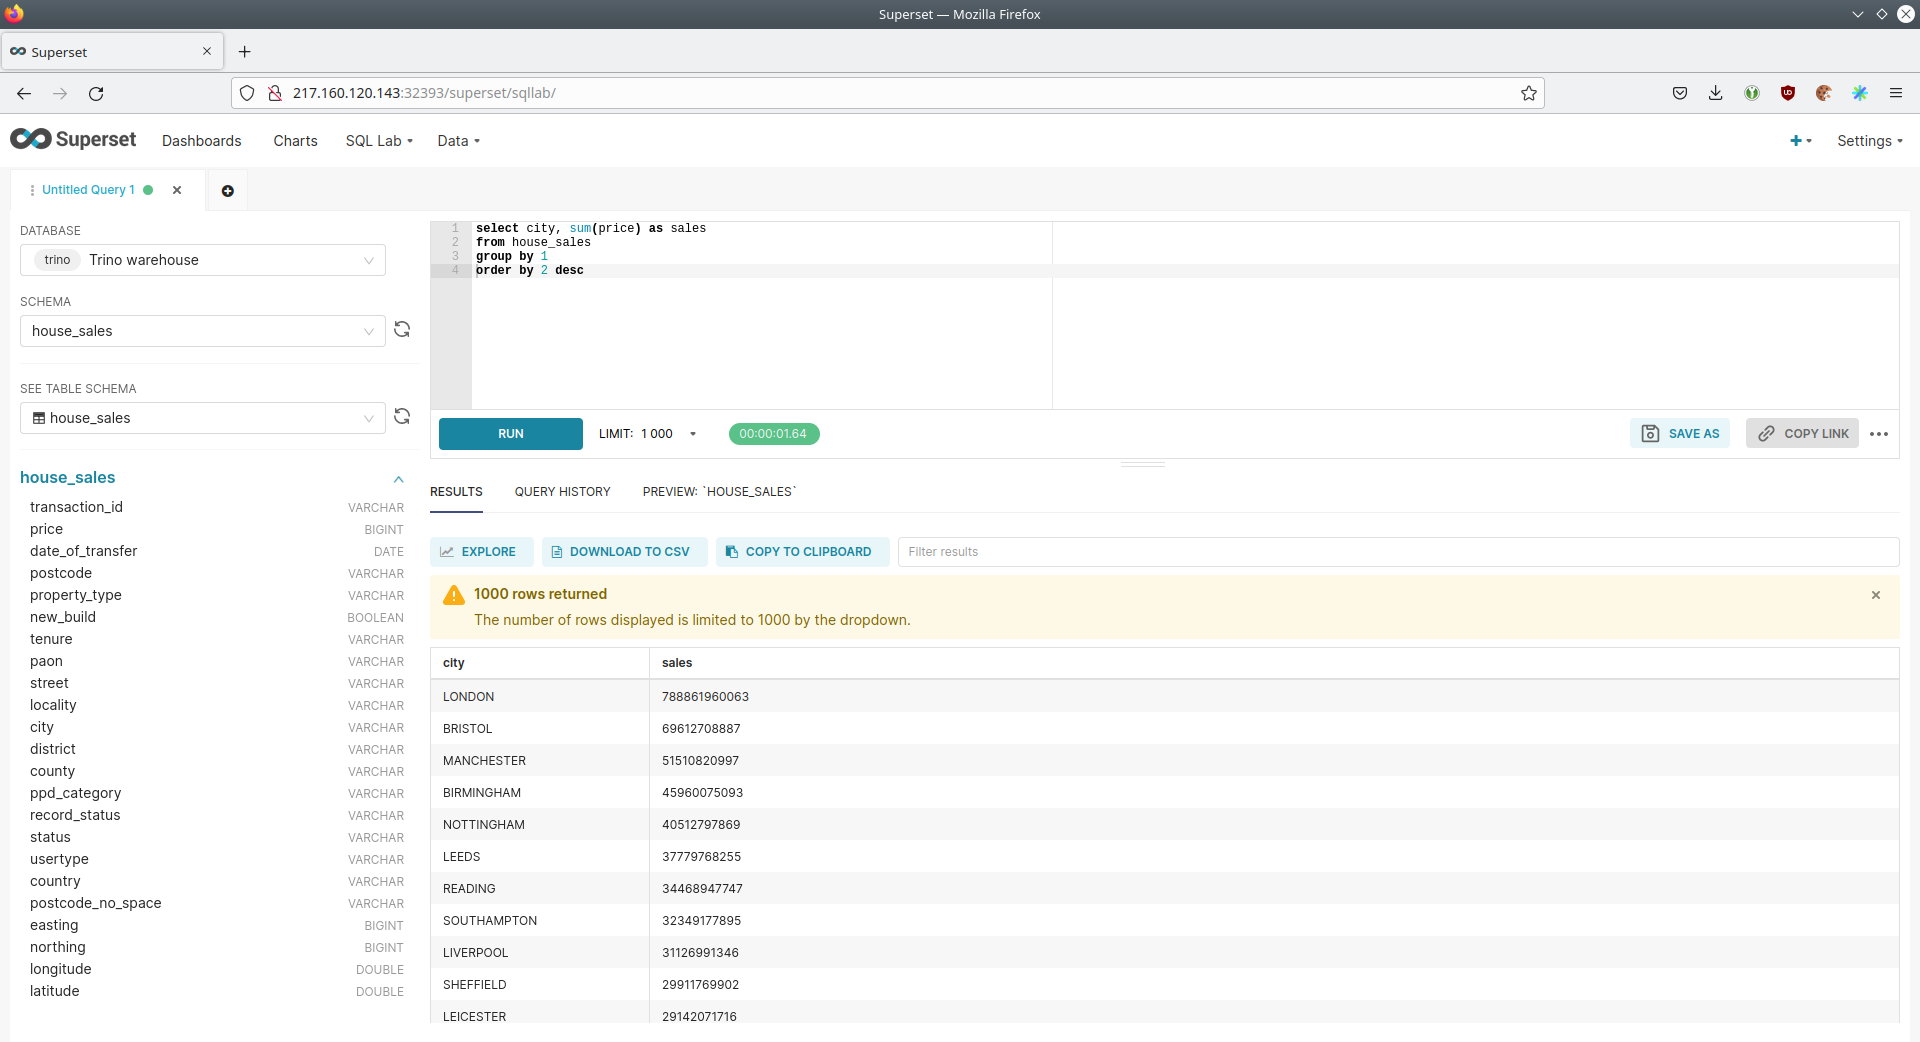 Superset — Mozilla Firefox
Superset
217.160.120.143:32393/superset/sqllab/
Superset Dashboards Charts SQL Lab Data Settings
Untitled Query 1
DATABASE
trino Trino warehouse
SCHEMA
house_sales
SEE TABLE SCHEMA
house_sales
house_sales
transaction_id VARCHAR
price BIGINT
date_of_transfer DATE
postcode VARCHAR
property_type VARCHAR
new_build BOOLEAN
tenure VARCHAR
paon VARCHAR
street VARCHAR
locality VARCHAR
city VARCHAR
district VARCHAR
county VARCHAR
ppd_category VARCHAR
record_status VARCHAR
status VARCHAR
usertype VARCHAR
country VARCHAR
postcode_no_space VARCHAR
easting BIGINT
northing BIGINT
longitude DOUBLE
latitude DOUBLE
1 select city, sum(price) as sales
2 from house_sales
3 group by 1
4 order by 2 desc
RUN LIMIT: 1 000 00:00:01.64 SAVE AS COPY LINK
RESULTS QUERY HISTORY PREVIEW: `HOUSE_SALES`
EXPLORE DOWNLOAD TO CSV COPY TO CLIPBOARD Filter results
1000 rows returned
The number of rows displayed is limited to 1000 by the dropdown.
city sales
LONDON 788861960063
BRISTOL 69612708887
MANCHESTER 51510820997
BIRMINGHAM 45960075093
NOTTINGHAM 40512797869
LEEDS 37779768255
READING 34468947747
SOUTHAMPTON 32349177895
LIVERPOOL 31126991346
SHEFFIELD 29911769902
LEICESTER 29142071716